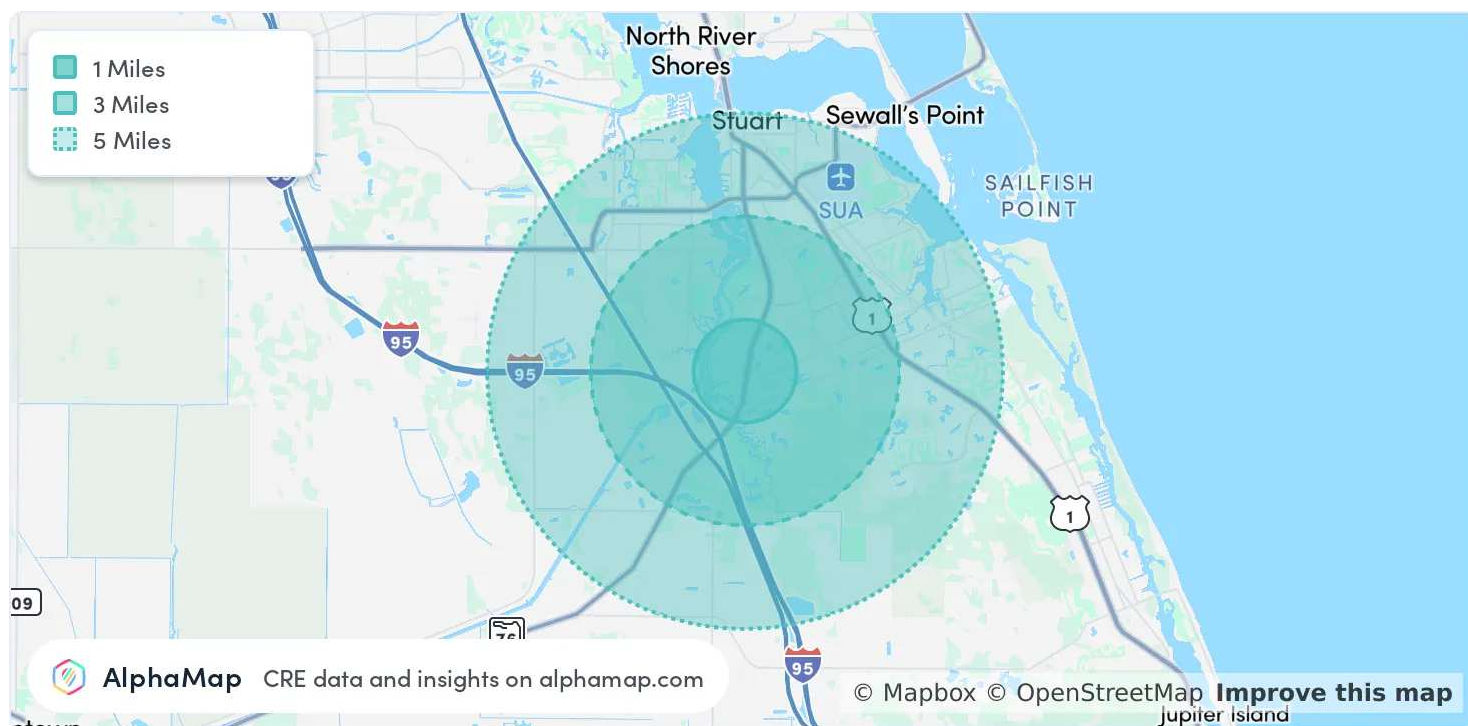 North River
Shores
1 Miles
3 Miles
5 Miles
Stuart
Sewall's Point
SAILFISH
POINT
SUA
1
95
95
1
09
76
95
AlphaMap
CRE data and insights on alphamap.com
© Mapbox © OpenStreetMap Improve this map
Jupiter Island